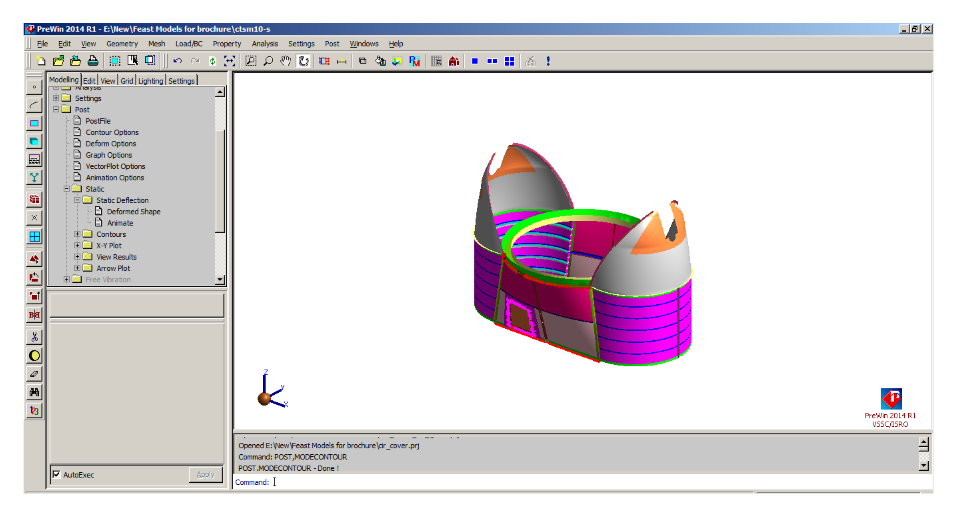 PreWin 2014 R1 - E:\New\Feast Models for brochure\ctsm10-s
File Edit View Geometry Mesh Load/BC Property Analysis Settings Post Windows Help
Modelling Edit View Grid Lighting Settings
Analysis
Settings
Post
PostFile
Contour Options
Deform Options
Graph Options
VectorPlot Options
Animation Options
Static
Static Deflection
Deformed Shape
Animate
Contours
X-Y Plot
View Results
Arrow Plot
Free Vibration
Z
Y
X
PreWin 2014 R1
VSSC/ISRO
Opened E:\New\Feast Models for brochure\dr_cover.prj
Command: POST,MODECONTOUR
POST.MODECONTOUR - Done !
AutoExec Apply
Command: